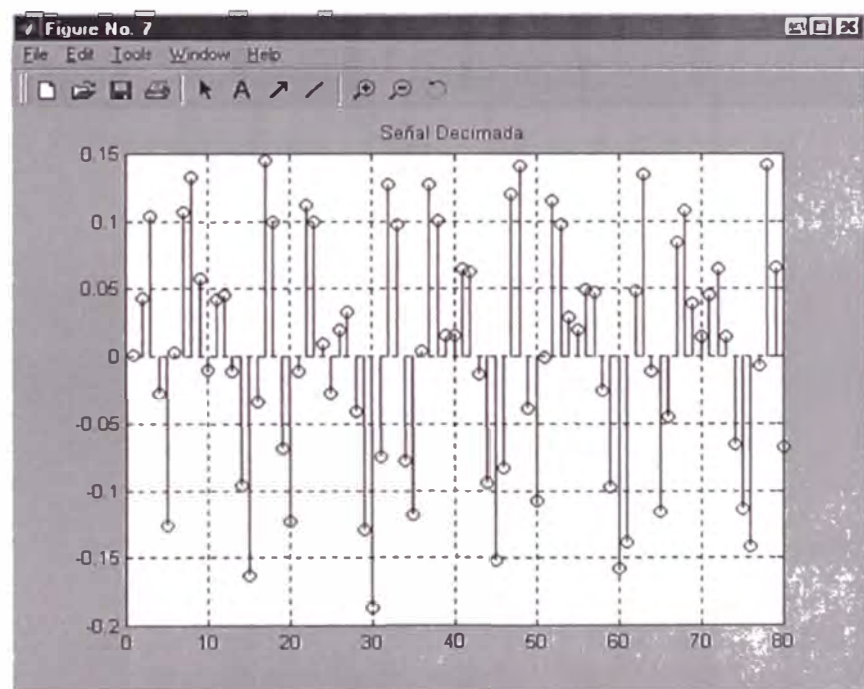 Figure No. 7
File Edit Tools Window Help
A
Señal Decimada
0.15
0.1
0.05
0
-0.05
-0.1
-0.15
-0.2
0 10 20 30 40 50 60 70 80